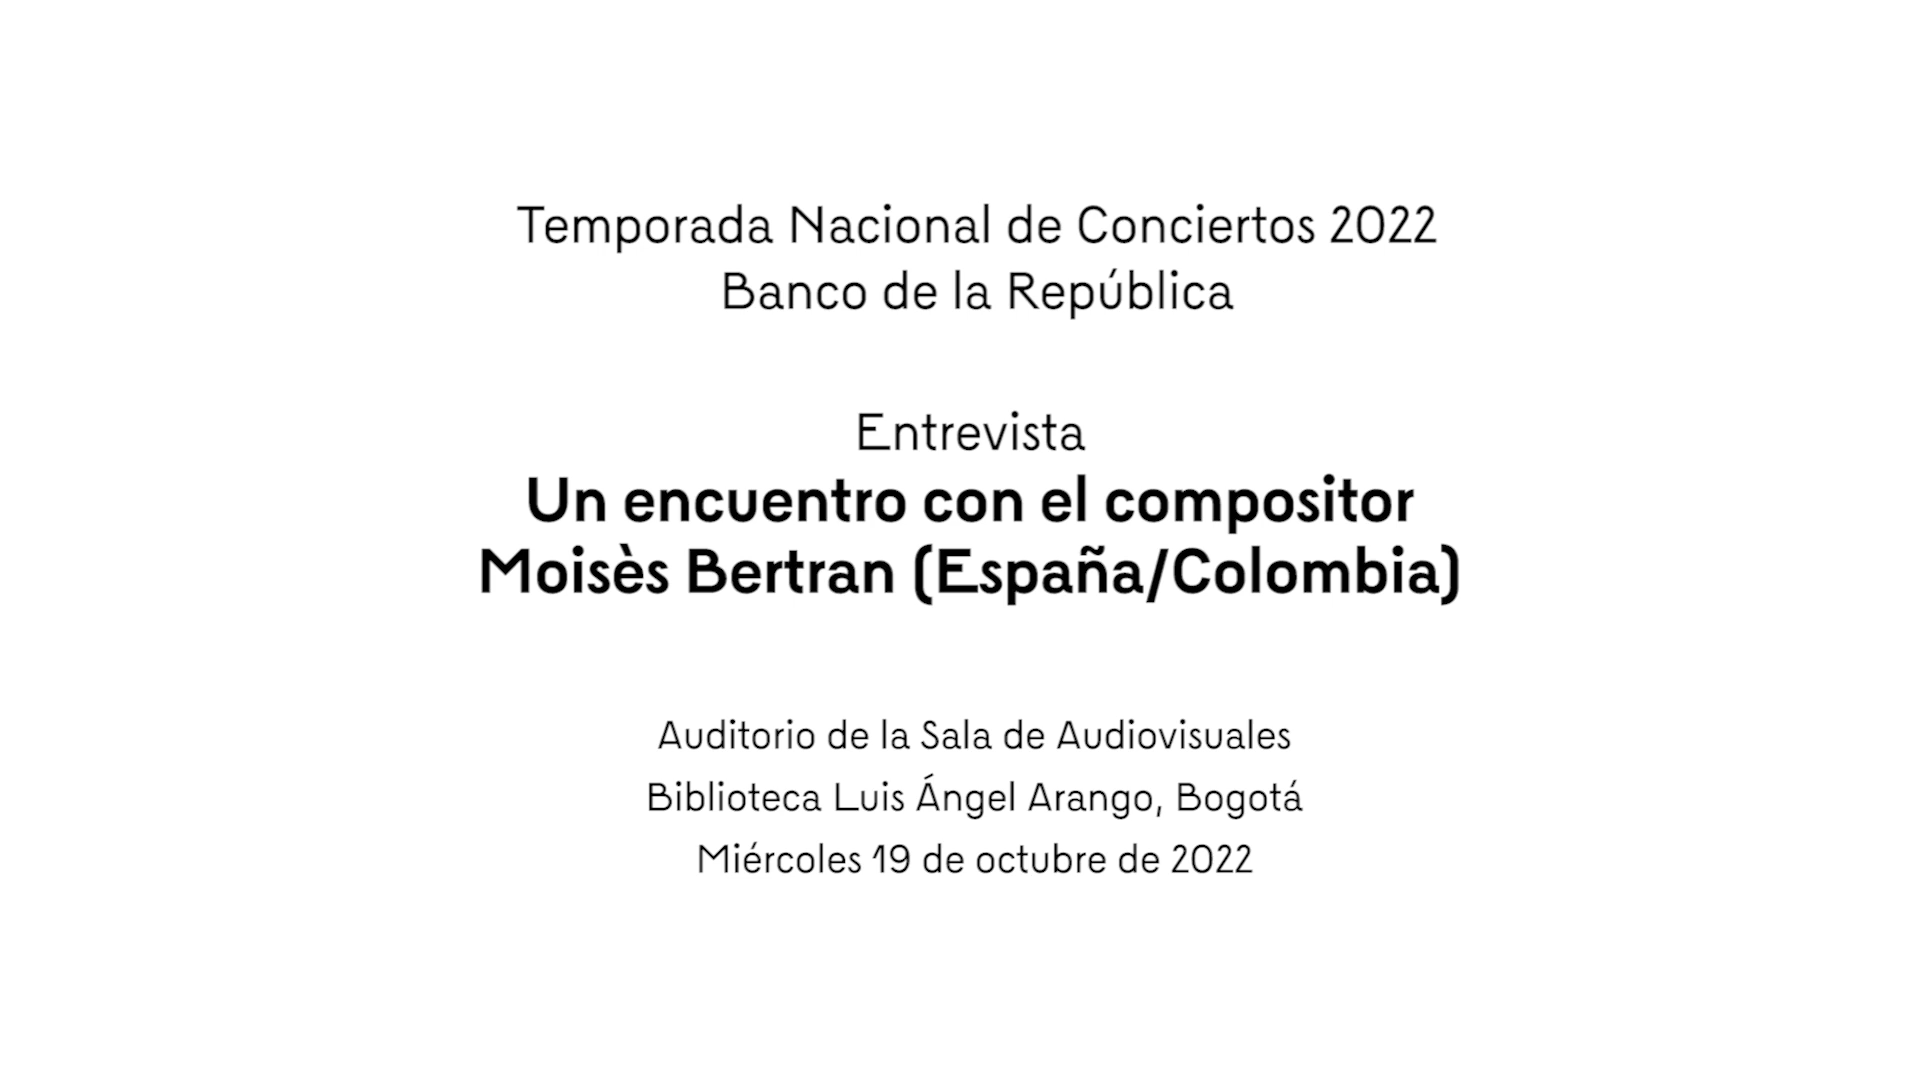 Temporada Nacional de Conciertos 2022
Banco de la República
Entrevista
Un encuentro con el compositor
Moisès Bertran (España/Colombia)
Auditorio de la Sala de Audiovisuales
Biblioteca Luis Ángel Arango, Bogotá
Miércoles 19 de octubre de 2022